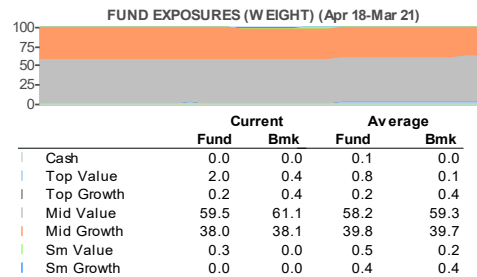 FUND EXPOSURES (WEIGHT) (Apr 18-Mar 21)
100
75
50
25
0
Current Average
Fund Bmk Fund Bmk
Cash 0.0 0.0 0.1 0.0
Top Value 2.0 0.4 0.8 0.1
Top Growth 0.2 0.4 0.2 0.4
Mid Value 59.5 61.1 58.2 59.3
Mid Growth 38.0 38.1 39.8 39.7
Sm Value 0.3 0.0 0.5 0.2
Sm Growth 0.0 0.0 0.4 0.4